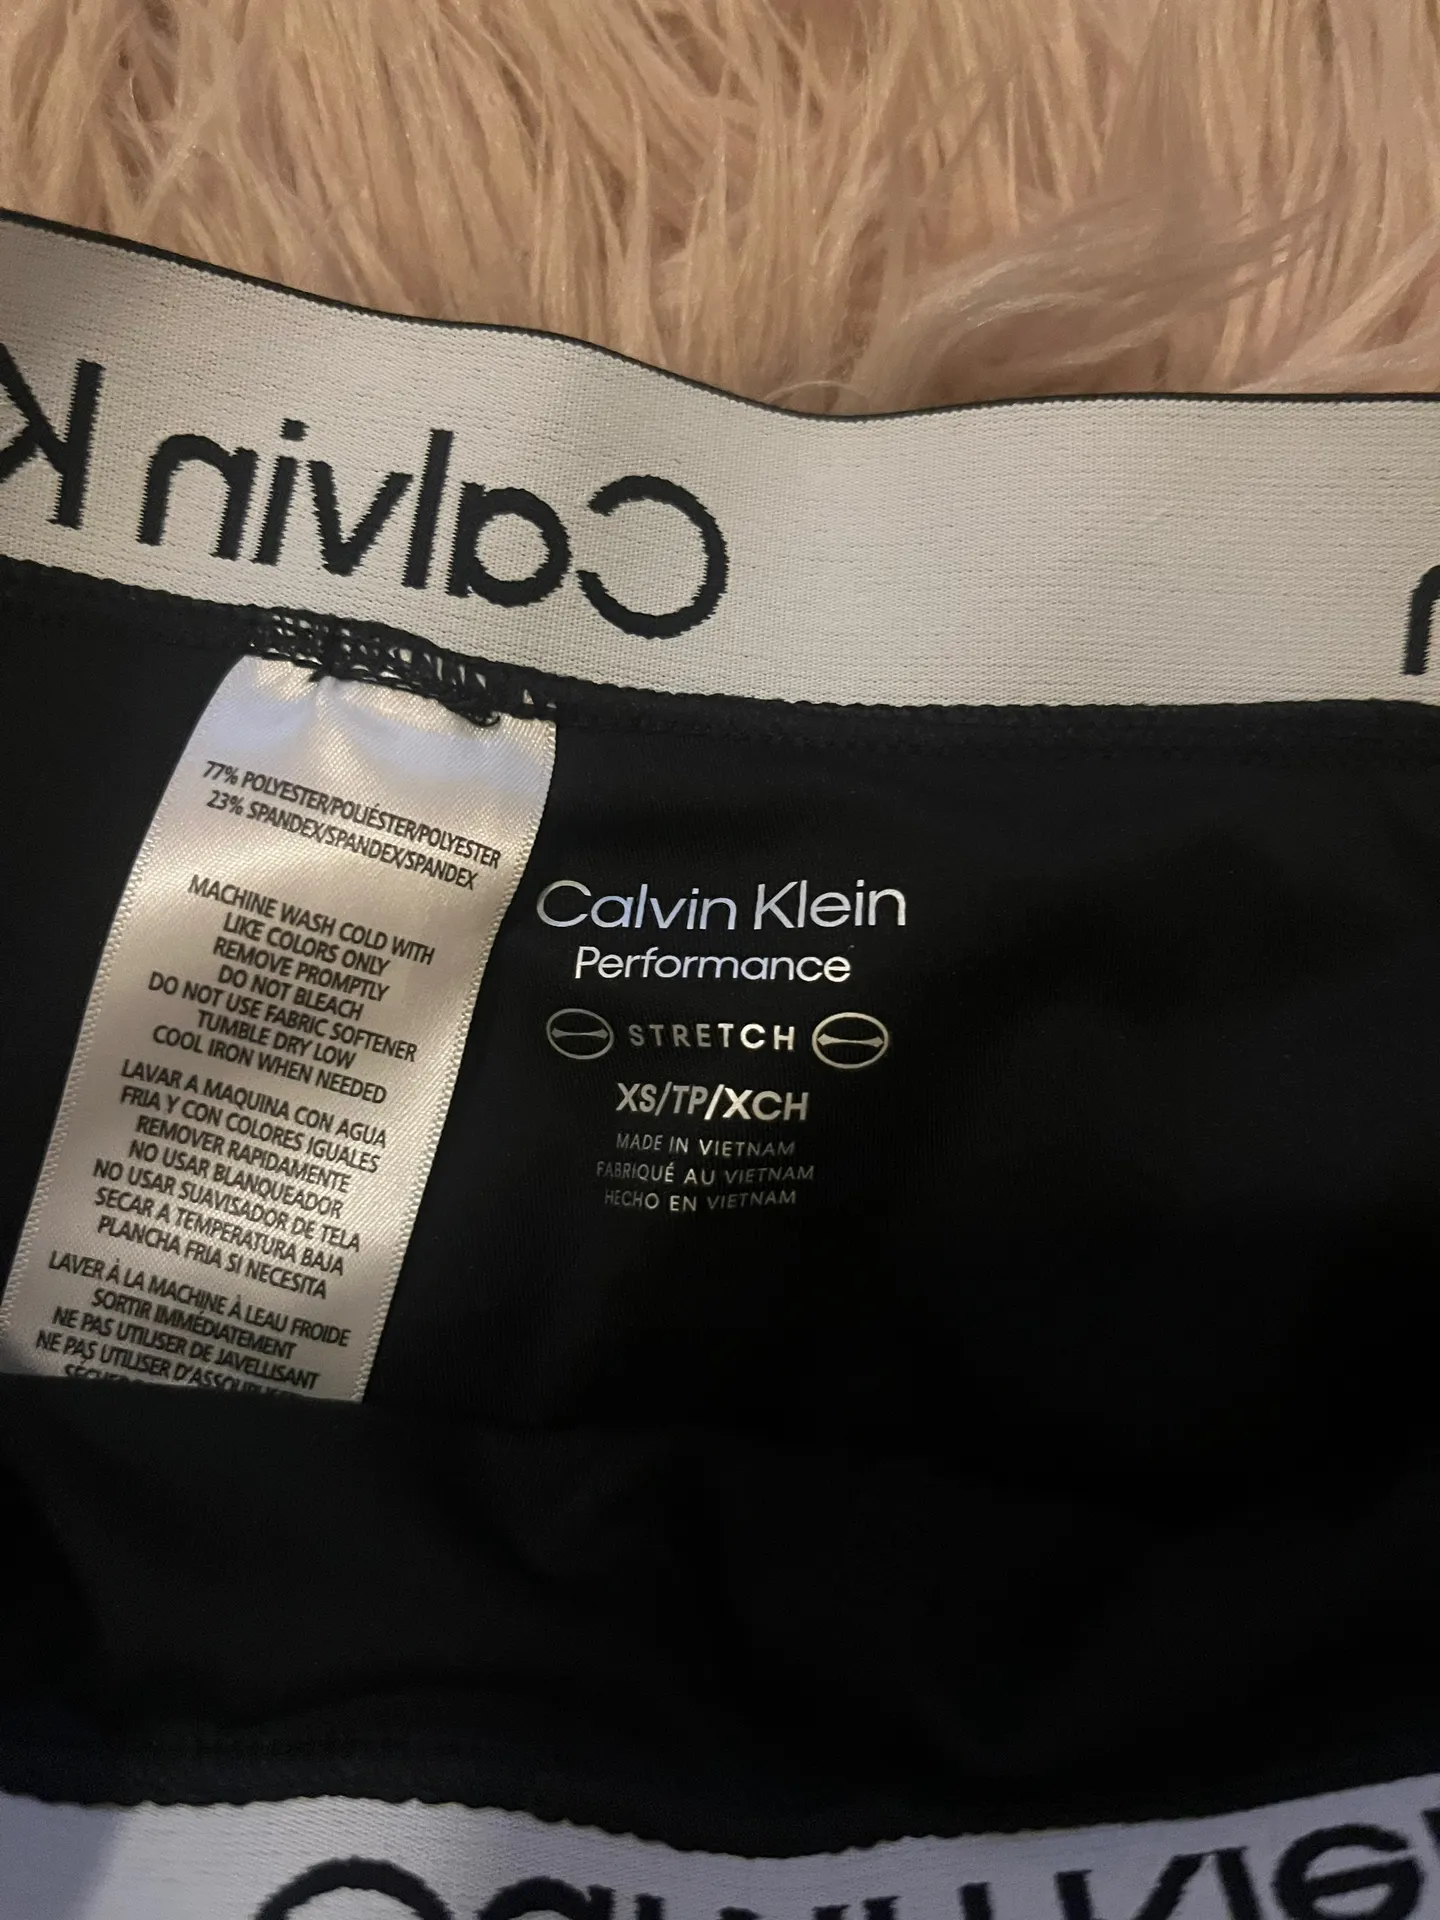 Calvin K
77% POLYESTER/POLIÉSTER/POLYESTER
23% SPANDEX/SPANDEX/SPANDEX
MACHINE WASH COLD WITH
LIKE COLORS ONLY
REMOVE PROMPTLY
DO NOT BLEACH
DO NOT USE FABRIC SOFTENER
TUMBLE DRY LOW
COOL IRON WHEN NEEDED
LAVAR A MAQUINA CON AGUA
FRIA Y CON COLORES IGUALES
REMOVER RAPIDAMENTE
NO USAR BLANQUEADOR
NO USAR SUAVISADOR DE TELA
SECAR A TEMPERATURA BAJA
PLANCHA FRIA SI NECESITA
LAVER À LA MACHINE À LEAU FROIDE
SORTIR IMMÉDIATEMENT
NE PAS UTILISER DE JAVELLISANT
NE PAS UTILISER
Calvin Klein
Performance
STRETCH
XS/TP/XCH
MADE IN VIETNAM
FABRIQUÉ AU VIETNAM
HECHO EN VIETNAM